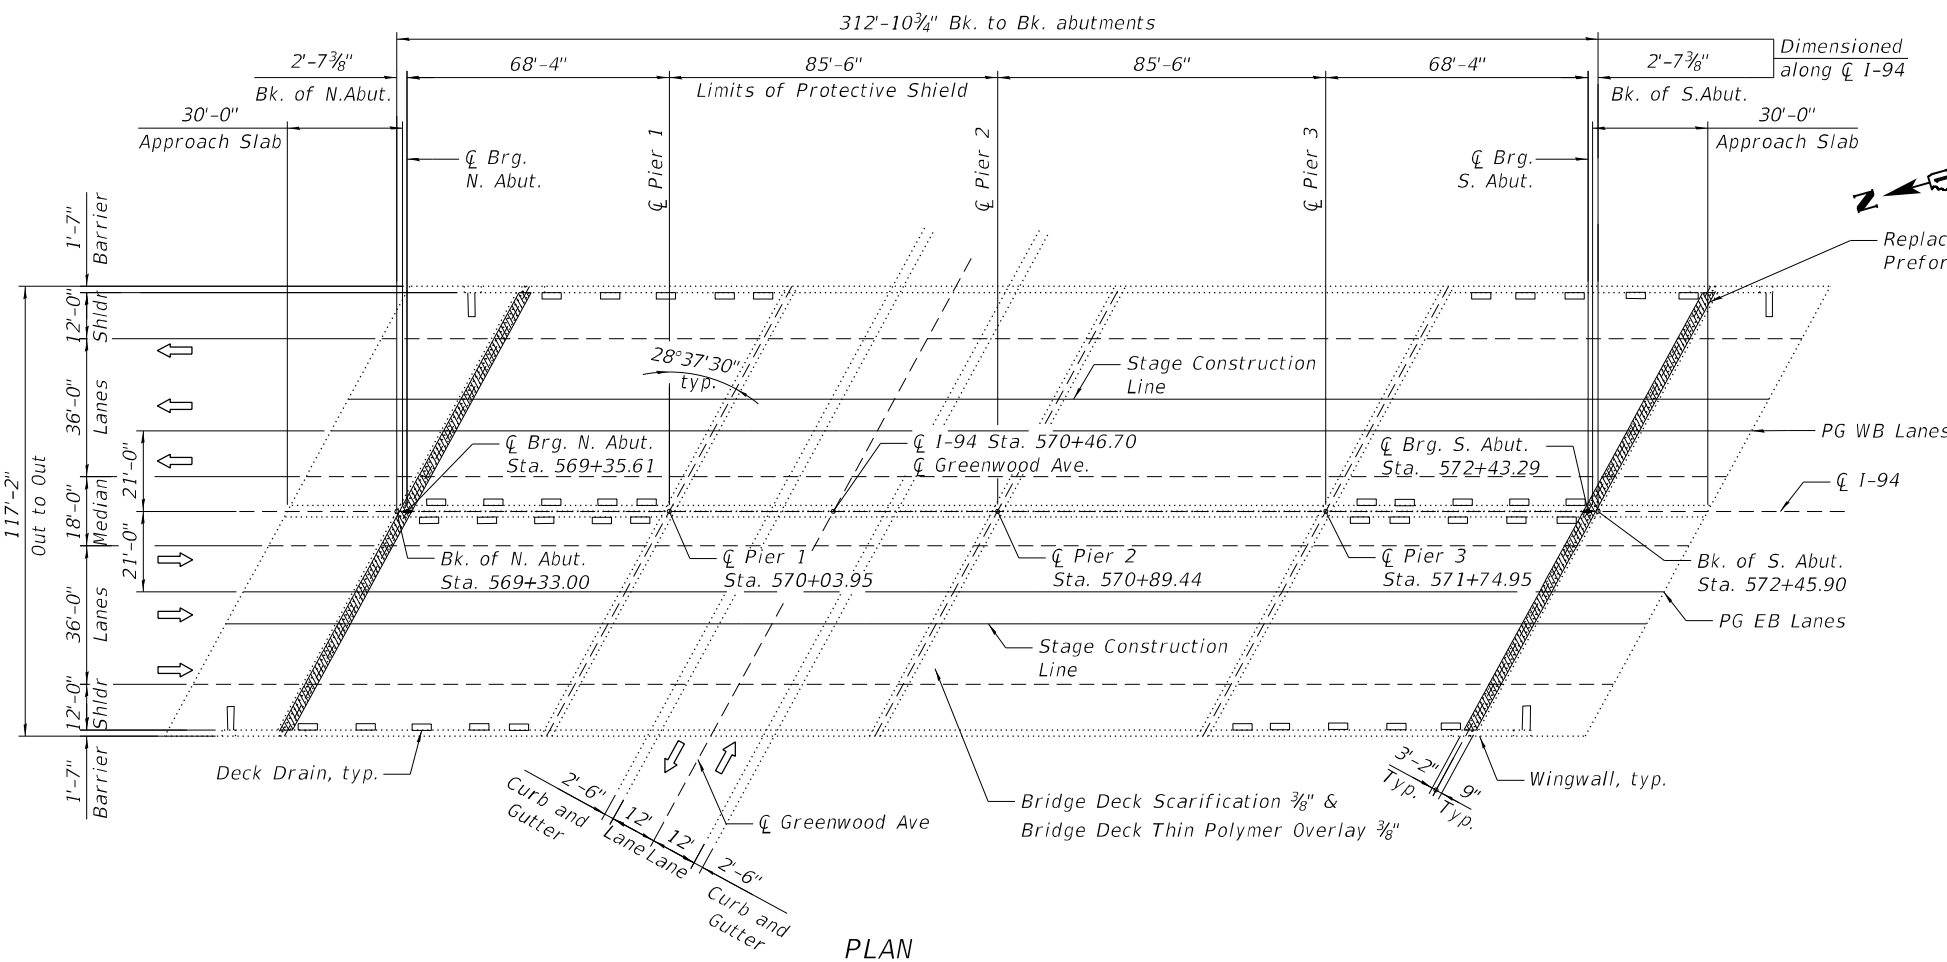 312'-10¾" Bk. to Bk. abutments
Dimensioned
along ℄ I-94
2'-7⅜"
68'-4"
85'-6"
85'-6"
68'-4"
2'-7⅜"
Bk. of N.Abut.
Limits of Protective Shield
Bk. of S.Abut.
30'-0"
Approach Slab
30'-0"
Approach Slab
℄ Brg.
N. Abut.
℄ Pier 1
℄ Pier 2
℄ Pier 3
℄ Brg.
S. Abut.
N
Replac
Prefor
1'-7"
Barrier
12'-0"
Shldr
36'-0"
Lanes
21'-0"
18'-0"
Median
21'-0"
36'-0"
Lanes
12'-0"
Shldr
1'-7"
Barrier
117'-2"
Out to Out
28°37'30"
typ.
Stage Construction
Line
PG WB Lanes
℄ Brg. N. Abut.
Sta. 569+35.61
℄ I-94 Sta. 570+46.70
℄ Greenwood Ave.
℄ Brg. S. Abut.
Sta. 572+43.29
℄ I-94
Bk. of N. Abut.
Sta. 569+33.00
℄ Pier 1
Sta. 570+03.95
℄ Pier 2
Sta. 570+89.44
℄ Pier 3
Sta. 571+74.95
Bk. of S. Abut.
Sta. 572+45.90
PG EB Lanes
Stage Construction
Line
Deck Drain, typ.
2'-6"
Curb and
Gutter
12'
Lane
12'
Lane
2'-6"
Curb and
Gutter
℄ Greenwood Ave
Bridge Deck Scarification ⅜" &
Bridge Deck Thin Polymer Overlay ⅜"
3'-2"
Typ.
9"
Typ.
Wingwall, typ.
PLAN